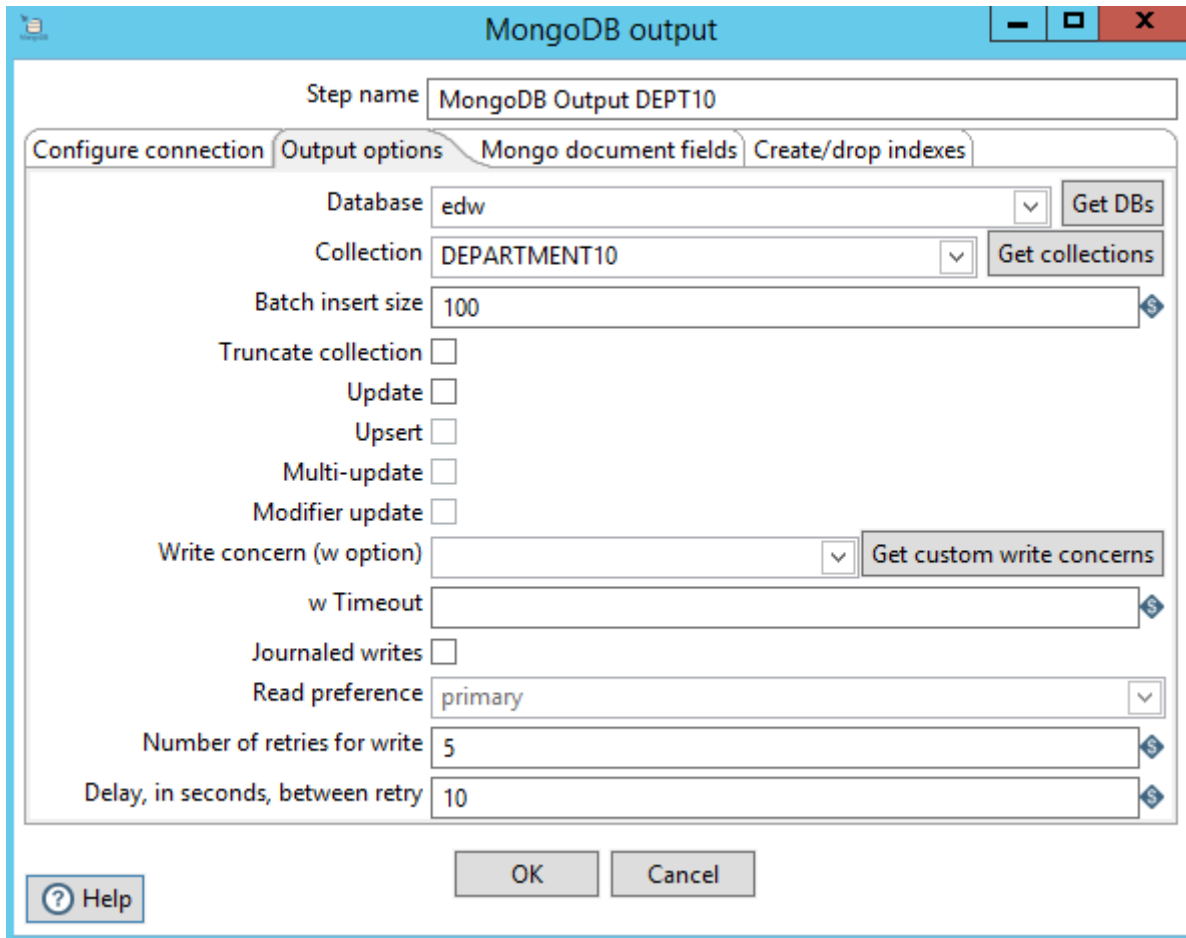 MongoDB output
Step name MongoDB Output DEPT10
Configure connection Output options Mongo document fields Create/drop indexes
Database edw Get DBs
Collection DEPARTMENT10 Get collections
Batch insert size 100
Truncate collection
Update
Upsert
Multi-update
Modifier update
Write concern (w option) Get custom write concerns
w Timeout
Journaled writes
Read preference primary
Number of retries for write 5
Delay, in seconds, between retry 10
OK Cancel
Help